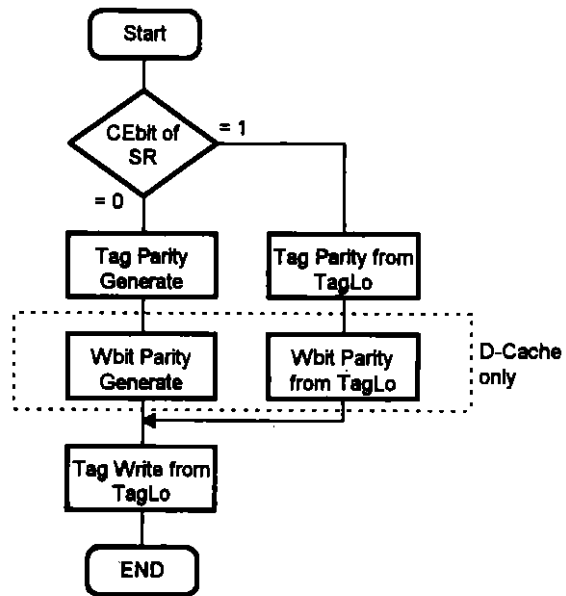 Start
CEbit of
SR
= 1
= 0
Tag Parity
Generate
Tag Parity from
TagLo
Wbit Parity
Generate
Wbit Parity
from TagLo
D-Cache
only
Tag Write from
TagLo
END